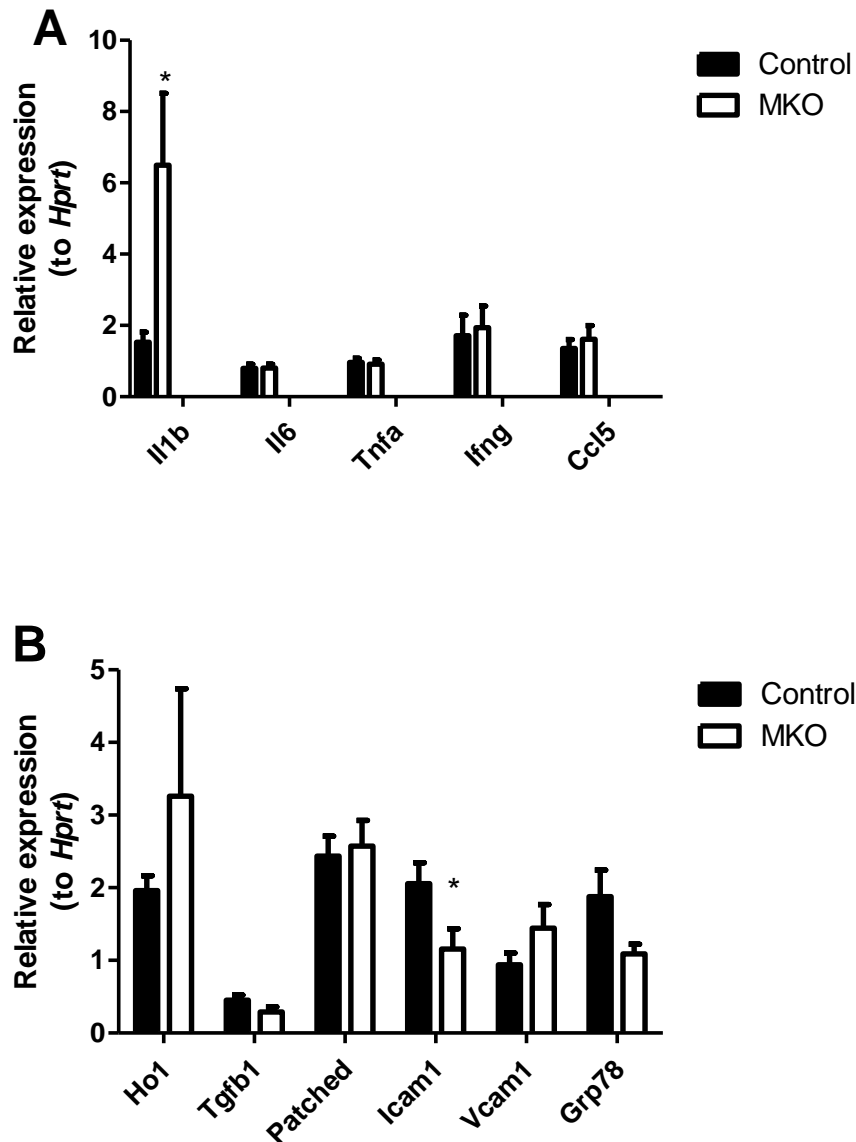 A
Relative expression
(to Hprt)
10
8
6
4
2
0
*
Il1b
Il6
Tnfa
Ifng
Ccl5
Control
MKO
B
Relative expression
(to Hprt)
5
4
3
2
1
0
*
Ho1
Tgfb1
Patched
Icam1
Vcam1
Grp78
Control
MKO